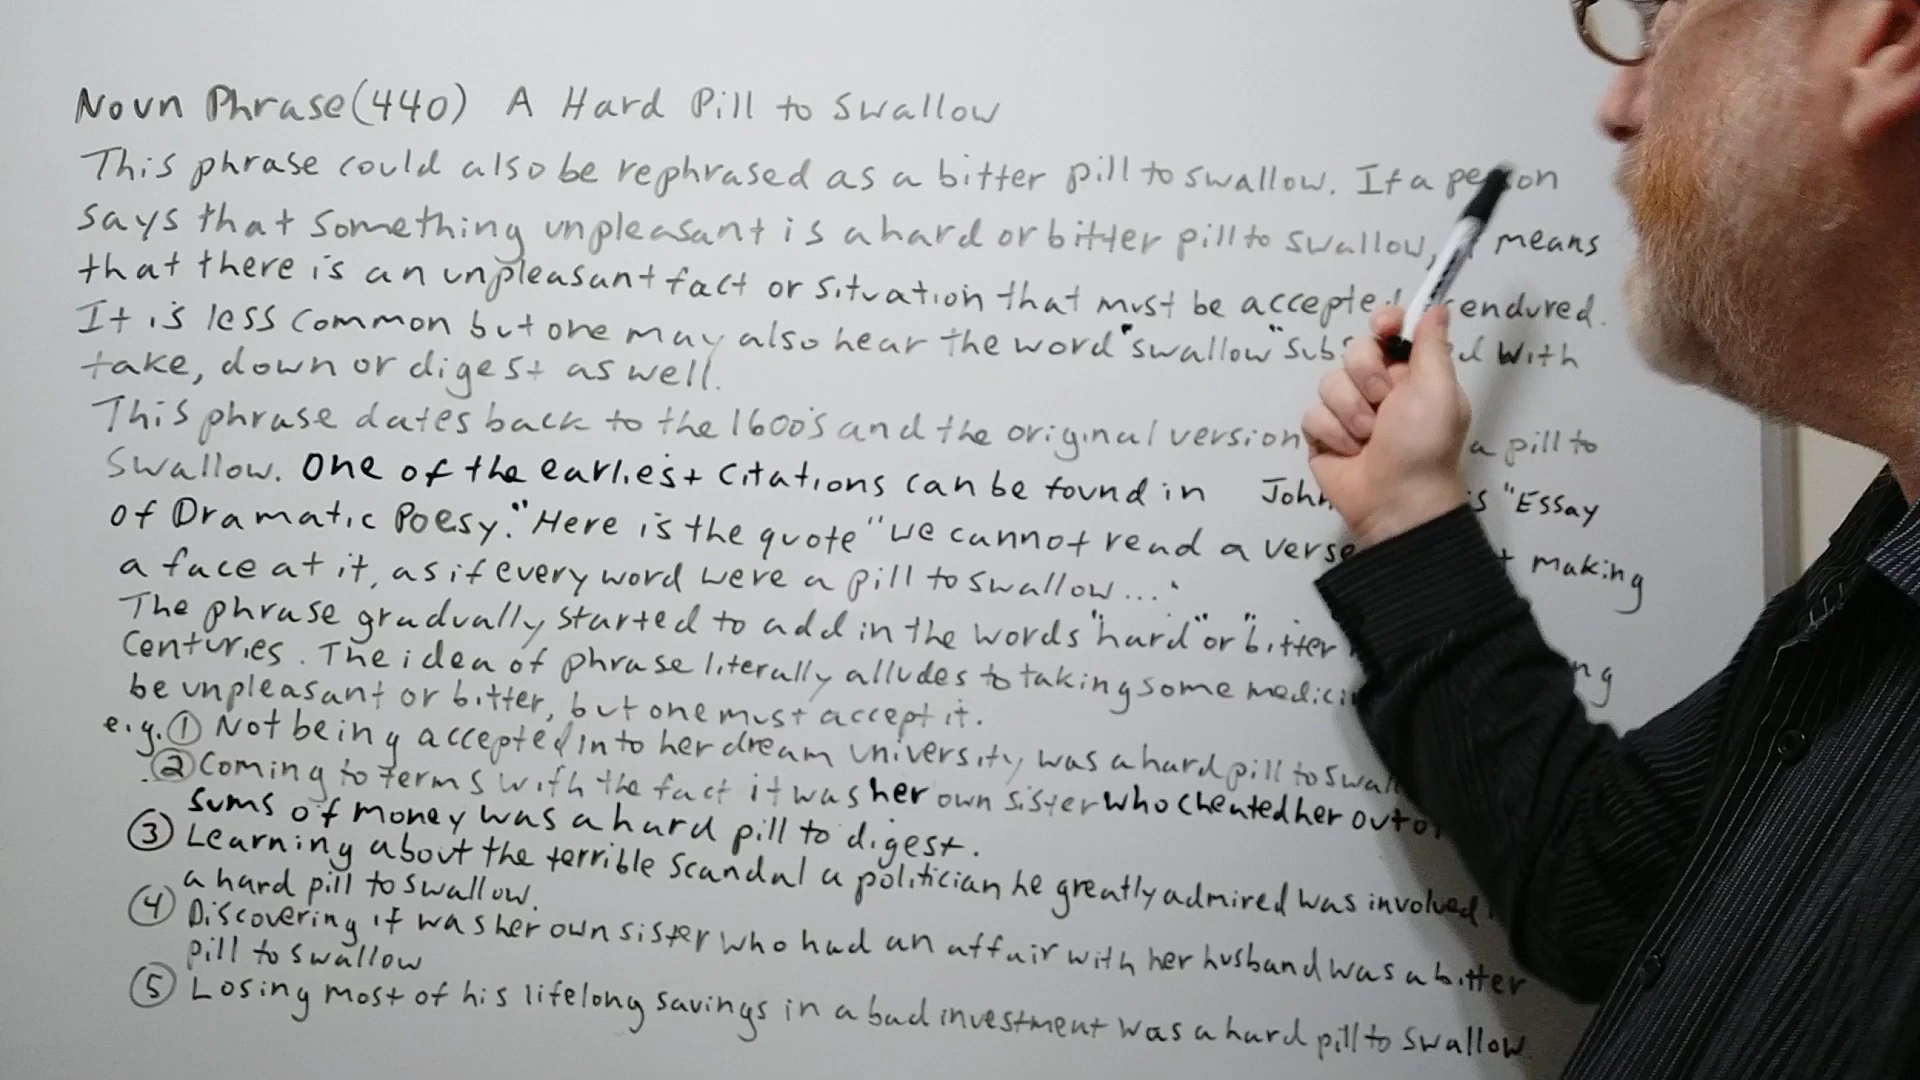 Noun Phrase (440) A Hard Pill to Swallow
This phrase could also be rephrased as a bitter pill to swallow. If a person
says that something unpleasant is a hard or bitter pill to swallow, means
that there is an unpleasant fact or situation that must be accepted endured.
It is less common but one may also hear the word "swallow" with
take, down or digest as well.
This phrase dates back to the 1600's and the original version a pill to
Swallow. One of the earliest citations can be found in John "Essay
of Dramatic Poesy." Here is the quote "we cannot read a verse making
a face at it, as if every word were a pill to swallow..."
The phrase gradually started to add in the words "hard" or "bitter
Centuries. The idea of phrase literally alludes to taking some
be unpleasant or bitter, but one must accept it.
e.g. ① Not being accepted into her dream university was a hard pill to
② Coming to terms with the fact it was her own sister who cheated her out of
sums of money was a hard pill to digest.
③ Learning about the terrible scandal a politician he greatly admired was involved
a hard pill to swallow.
④ Discovering it was her own sister who had an affair with her husband was a bitter
pill to swallow
⑤ Losing most of his lifelong savings in a bad investment was a hard pill to swallow.